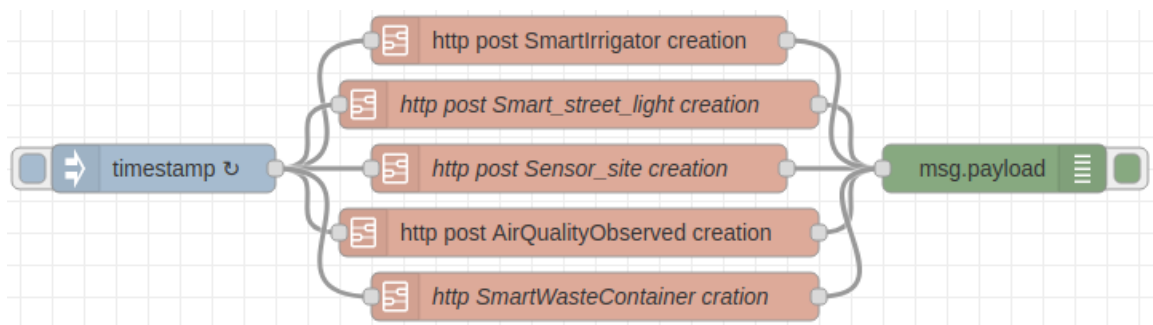 http post SmartIrrigator creation
http post Smart_street_light creation
timestamp ↻
http post Sensor_site creation
msg.payload
http post AirQualityObserved creation
http SmartWasteContainer cration